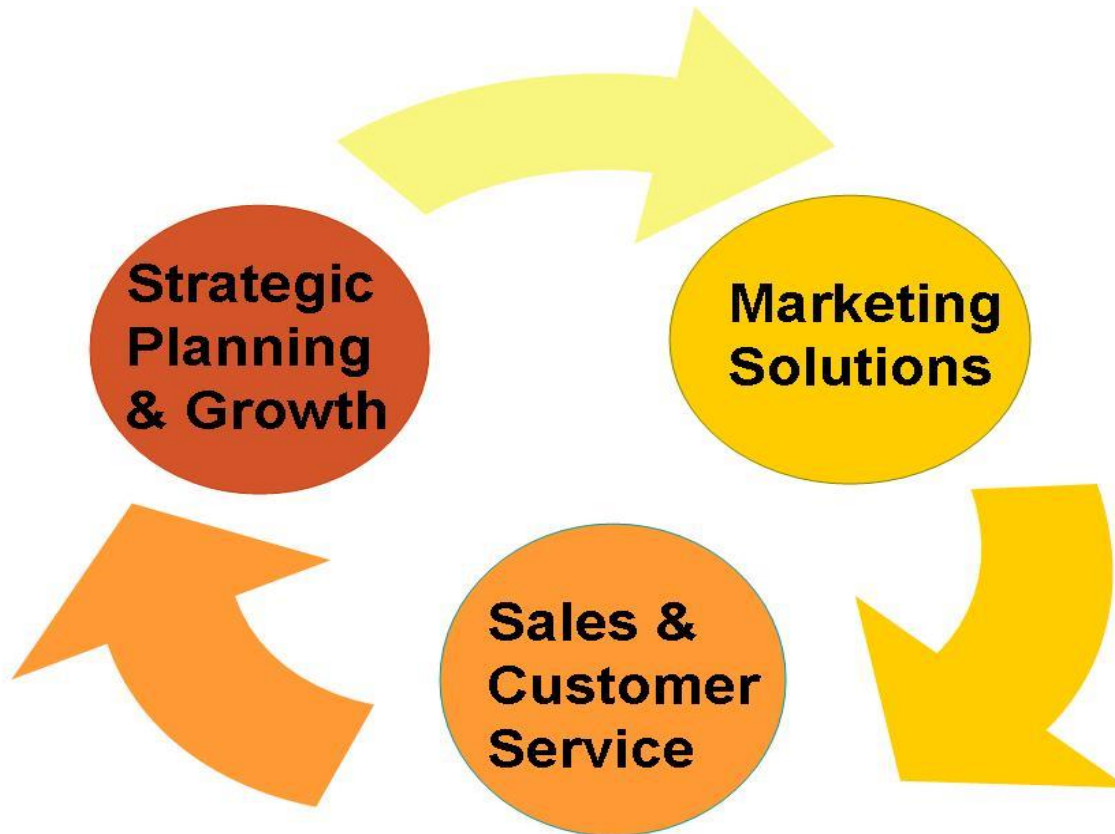 Strategic
Planning
& Growth
Marketing
Solutions
Sales &
Customer
Service